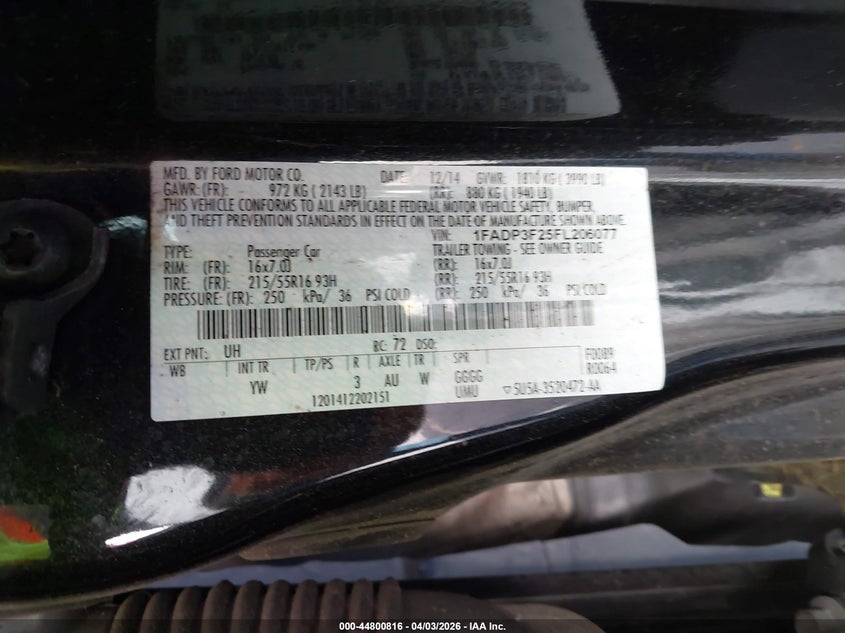 MFD. BY FORD MOTOR CO. DATE: 12/14 GVWR: 1810 KG ( 3990 LB)
GAWR: (FR): 972 KG ( 2143 LB) (RR): 880 KG ( 1940 LB)
THIS VEHICLE CONFORMS TO ALL APPLICABLE FEDERAL MOTOR VEHICLE SAFETY, BUMPER,
AND THEFT PREVENTION STANDARDS IN EFFECT ON THE DATE OF MANUFACTURE SHOWN ABOVE.
VIN: 1FADP3F25FL206077
TYPE: Passenger Car TRAILER TOWING - SEE OWNER GUIDE
RIM: (FR): 16x7.0J (RR): 16x7.0J
TIRE: (FR): 215/55R16 93H (RR): 215/55R16 93H
PRESSURE: (FR): 250 kPa/ 36 PSI COLD (RR): 250 kPa/ 36 PSI COLD
EXT PNT: UH RC: 72 DSO: F0089
WB INT TR TP/PS R AXLE TR SPR R0064
YW 3 AU W GGGG
UMU 5U5A-3520472-AA
1201412202151
000-44800816 - 04/03/2026 - IAA Inc.